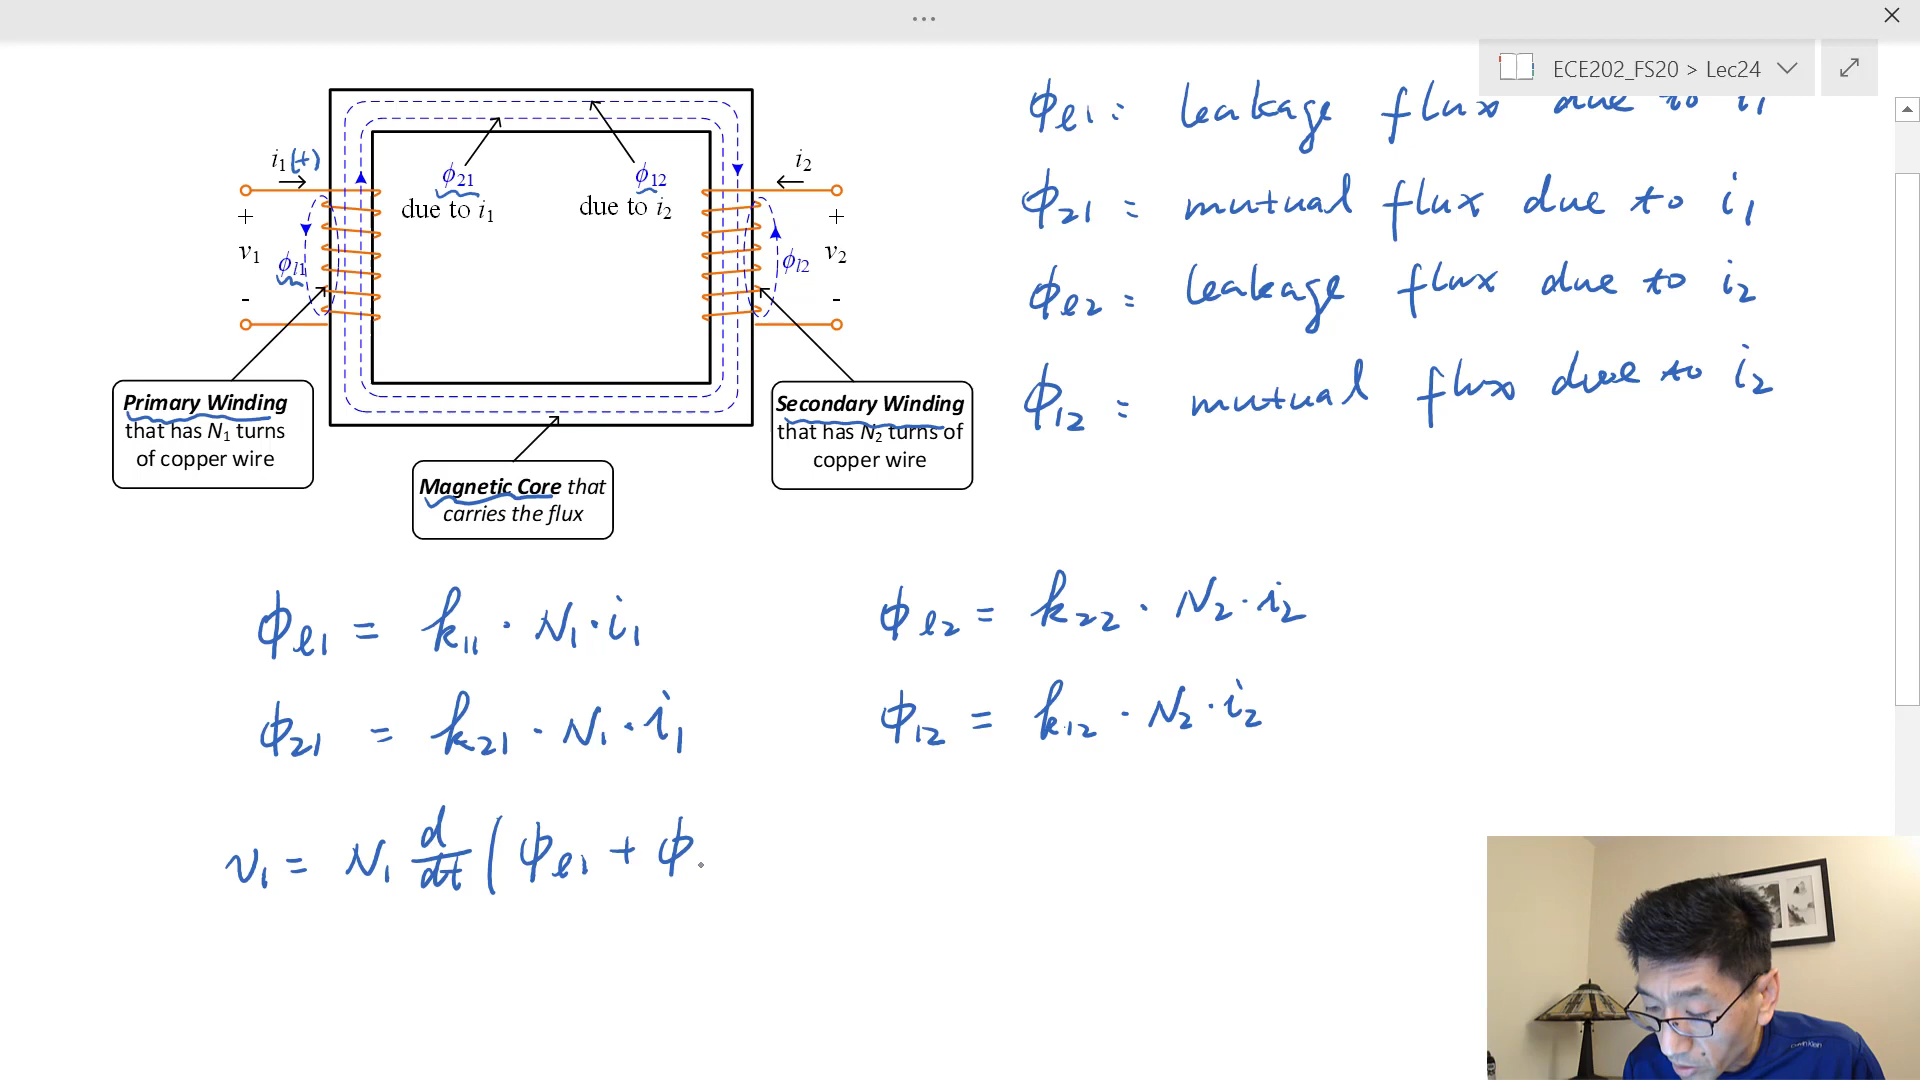 ECE202_FS20 > Lec24
ϕℓ1: leakage flux due to i1
ϕ21 = mutual flux due to i1
ϕℓ2 = leakage flux due to i2
ϕ12 = mutual flux due to i2
i1(t)
i2
ϕ21
due to i1
ϕ12
due to i2
+
v1
-
ϕl1
ϕl2
+
v2
-
Primary Winding
that has N1 turns
of copper wire
Secondary Winding
that has N2 turns of
copper wire
Magnetic Core that
carries the flux
ϕℓ1 = k11 · N1 · i1
ϕℓ2 = k22 · N2 · i2
ϕ21 = k21 · N1 · i1
ϕ12 = k12 · N2 · i2
v1 = N1 d/dt ( ϕℓ1 + ϕ